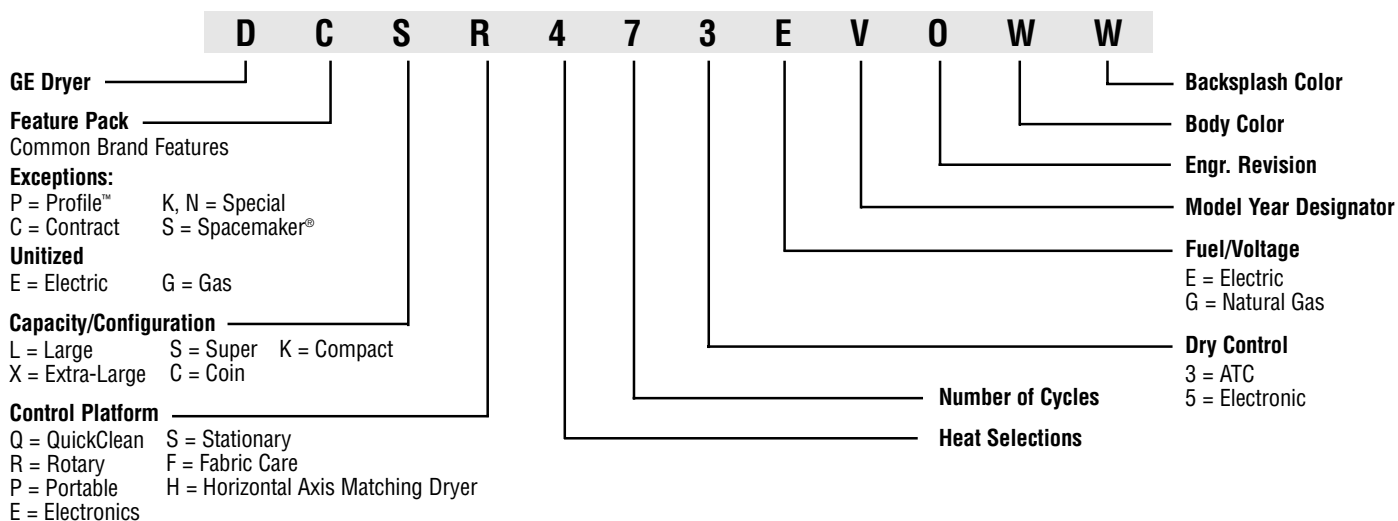 D C S R 4 7 3 E V 0 W W
GE Dryer
Feature Pack
Common Brand Features
Exceptions:
P = Profile™ K, N = Special
C = Contract S = Spacemaker®
Unitized
E = Electric G = Gas
Capacity/Configuration
L = Large S = Super K = Compact
X = Extra-Large C = Coin
Control Platform
Q = QuickClean S = Stationary
R = Rotary F = Fabric Care
P = Portable H = Horizontal Axis Matching Dryer
E = Electronics
Number of Cycles
Heat Selections
Backsplash Color
Body Color
Engr. Revision
Model Year Designator
Fuel/Voltage
E = Electric
G = Natural Gas
Dry Control
3 = ATC
5 = Electronic